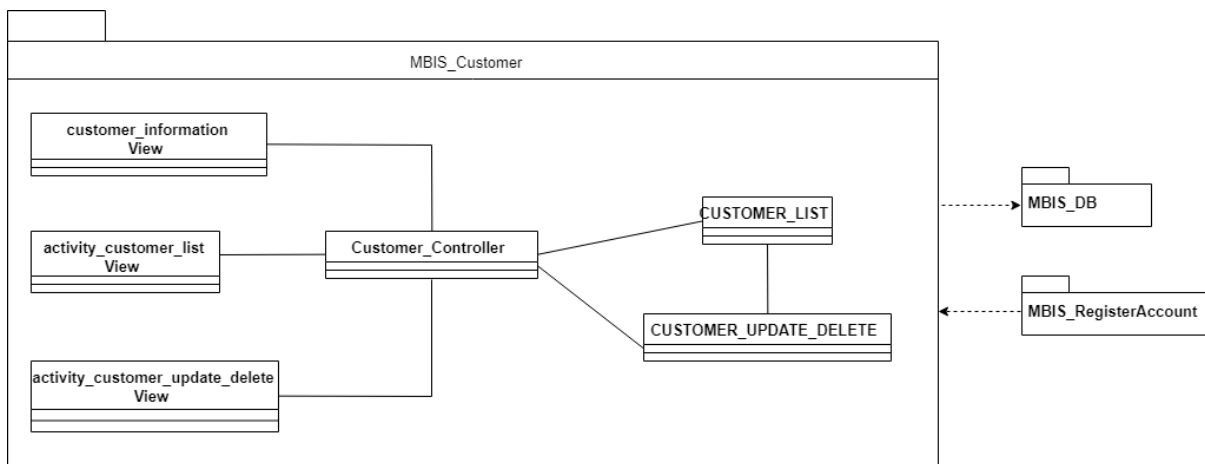 MBIS_Customer
customer_information
View
activity_customer_list
View
activity_customer_update_delete
View
Customer_Controller
CUSTOMER_LIST
CUSTOMER_UPDATE_DELETE
MBIS_DB
MBIS_RegisterAccount